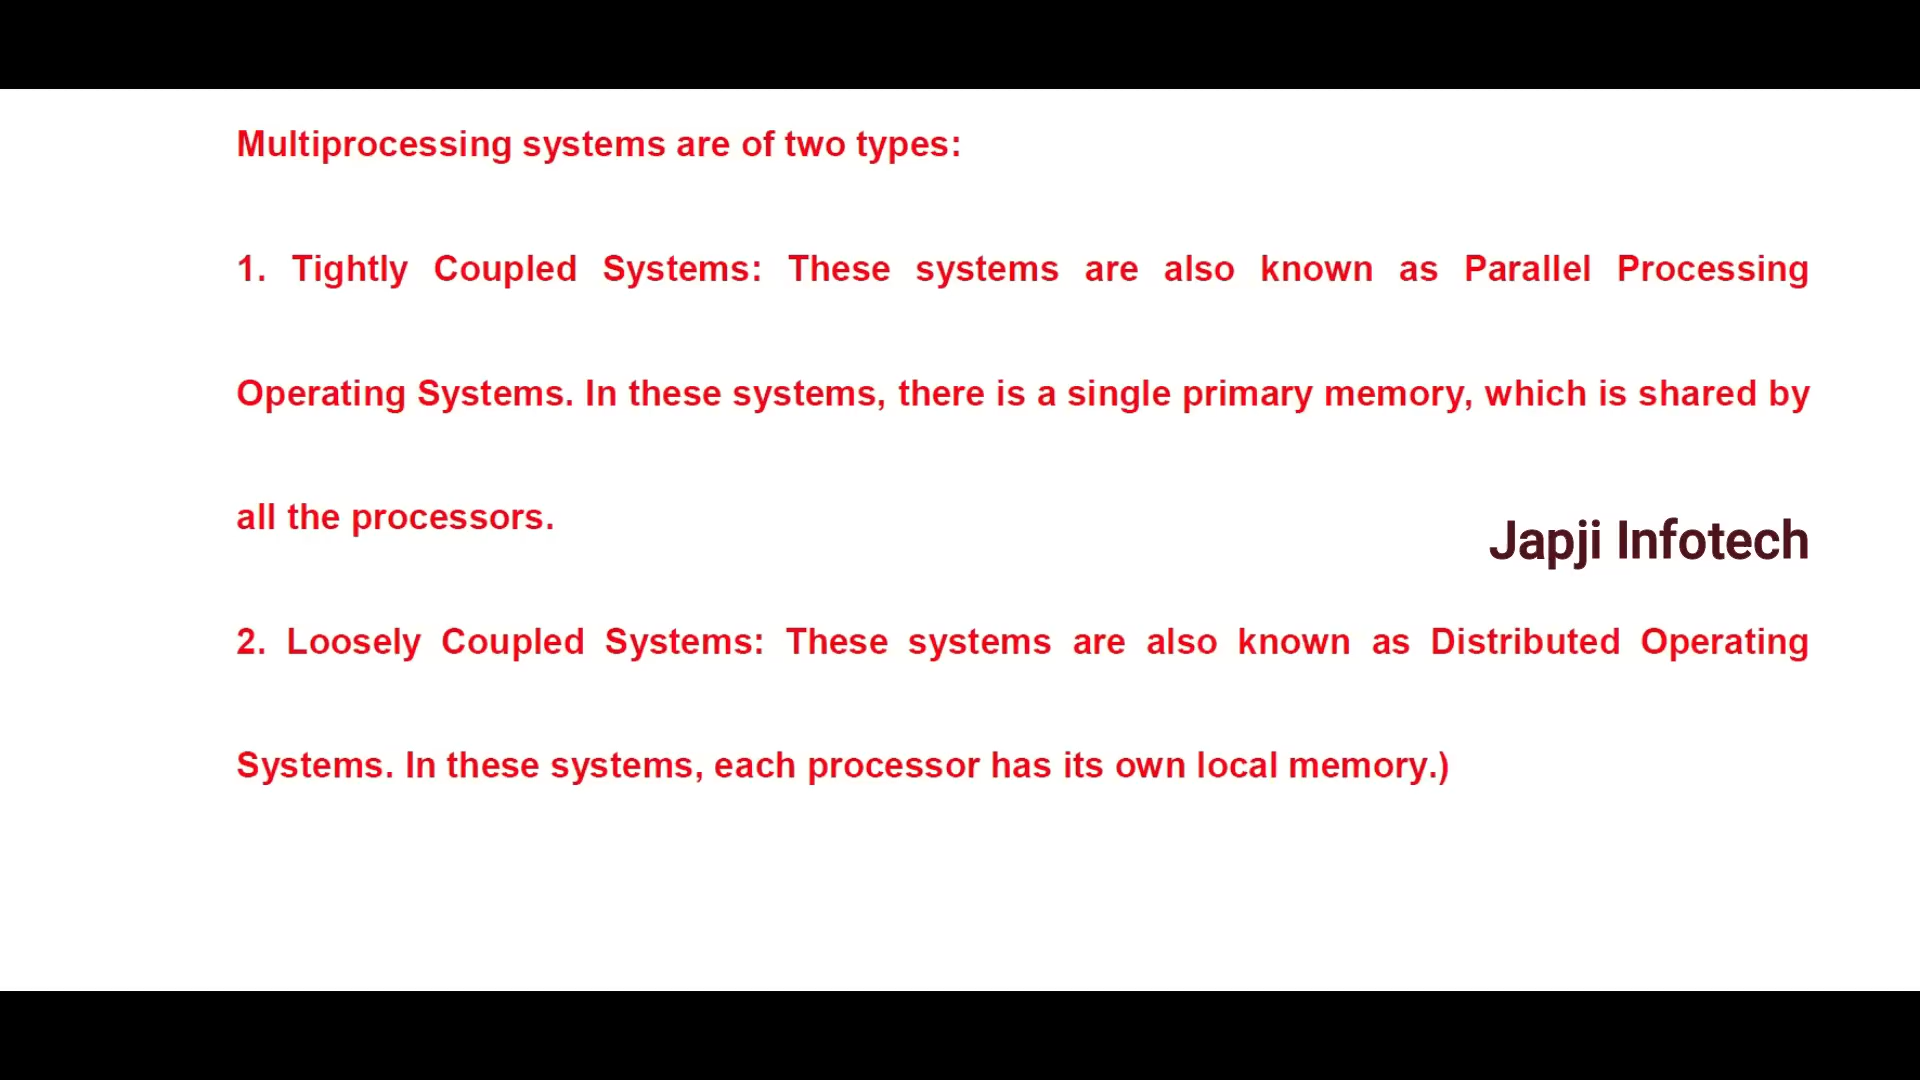 Multiprocessing systems are of two types:
1. Tightly Coupled Systems: These systems are also known as Parallel Processing
Operating Systems. In these systems, there is a single primary memory, which is shared by
all the processors.
Japji Infotech
2. Loosely Coupled Systems: These systems are also known as Distributed Operating
Systems. In these systems, each processor has its own local memory.)